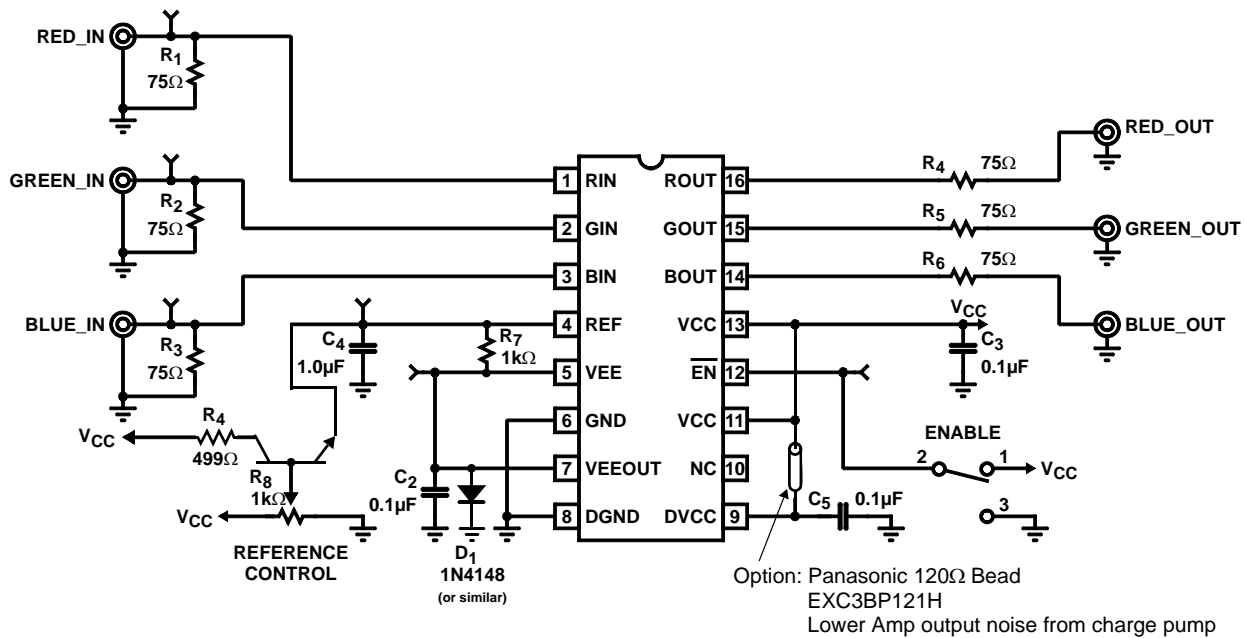 RED_IN
R1
75Ω
GREEN_IN
R2
75Ω
BLUE_IN
R3
75Ω
1 RIN ROUT 16
2 GIN GOUT 15
3 BIN BOUT 14
4 REF VCC 13
5 VEE EN 12
6 GND VCC 11
7 VEEOUT NC 10
8 DGND DVCC 9
R4 75Ω
RED_OUT
R5 75Ω
GREEN_OUT
R6 75Ω
BLUE_OUT
VCC
C3
0.1µF
C4
1.0µF
R7
1kΩ
VCC
R4
499Ω
R8
1kΩ
VCC
REFERENCE
CONTROL
C2
0.1µF
D1
1N4148
(or similar)
ENABLE
2 1 VCC
3
C5 0.1µF
Option: Panasonic 120Ω Bead
EXC3BP121H
Lower Amp output noise from charge pump